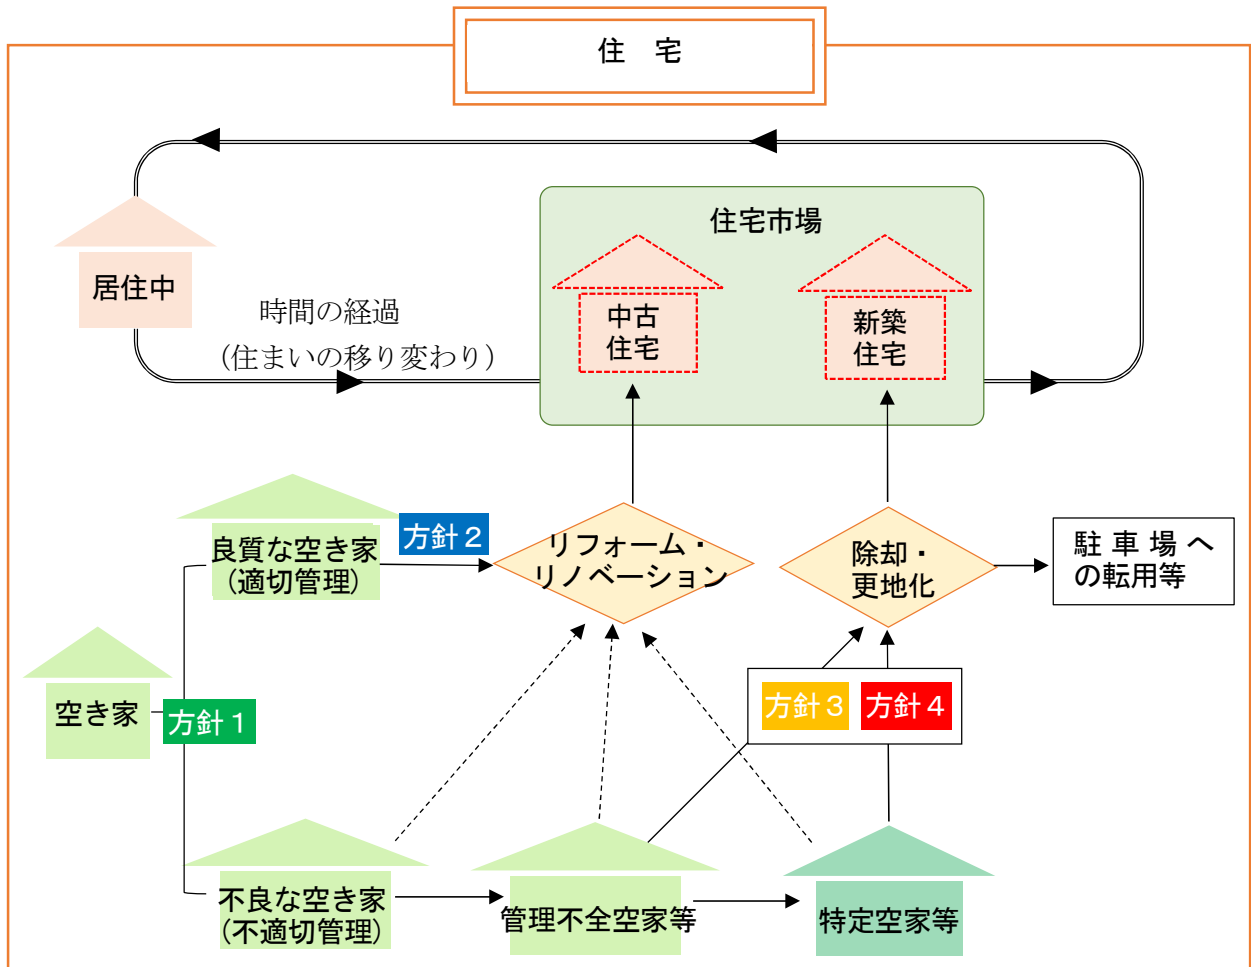 住　宅
住宅市場
居住中
時間の経過
（住まいの移り変わり）
中古
住宅
新築
住宅
良質な空き家
(適切管理)
方針２
リフォーム・
リノベーション
除却・
更地化
駐車場へ
の転用等
空き家
方針１
方針３
方針４
不良な空き家
(不適切管理)
管理不全空家等
特定空家等